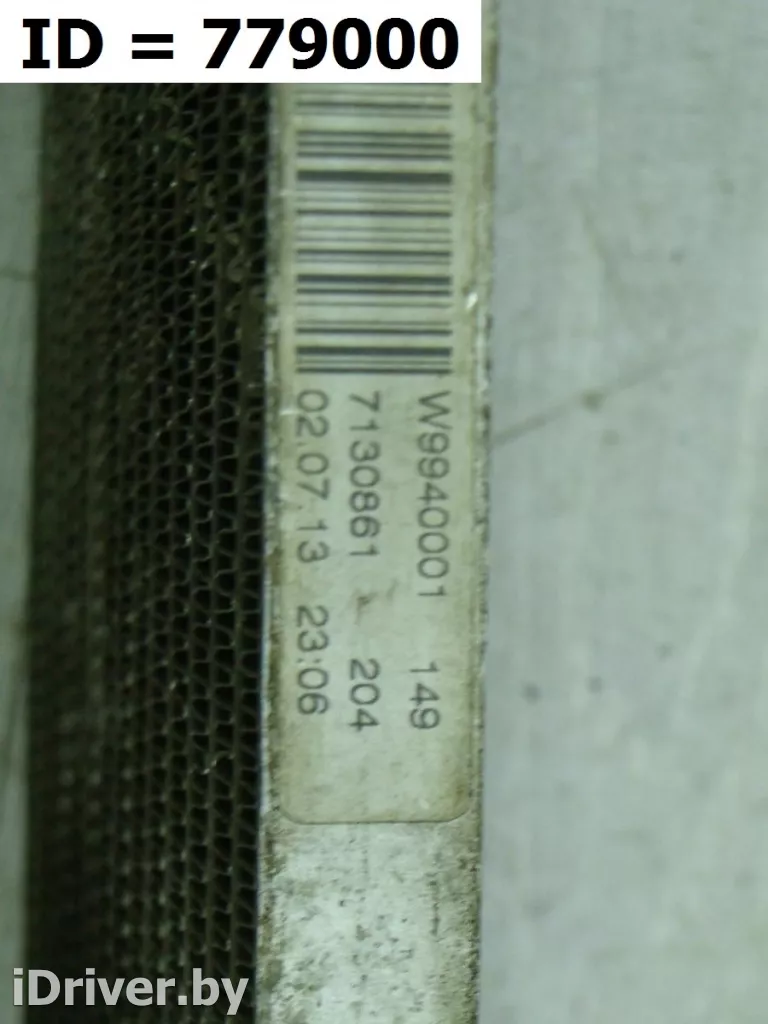 ID = 779000
W9940001 149
7130861 204
02.07.13 23:06
iDriver.by